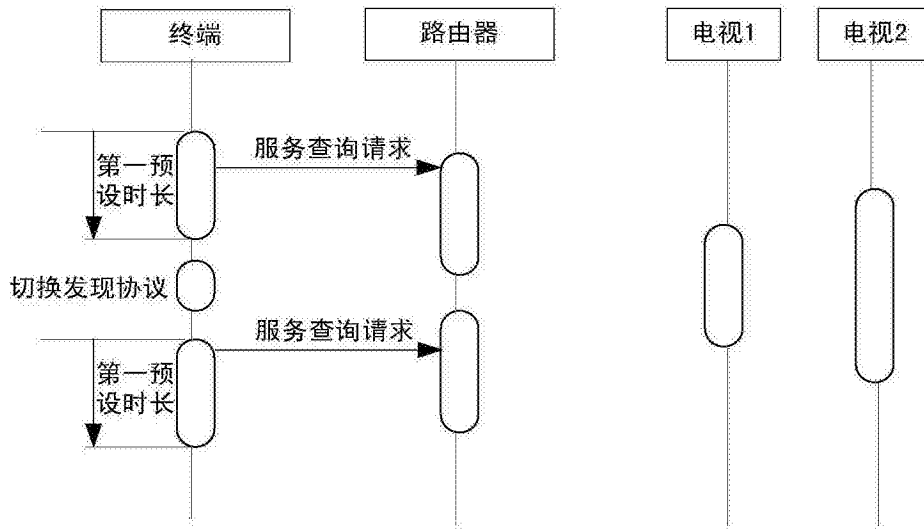 终端
路由器
电视1
电视2
服务查询请求
第一预
设时长
切换发现协议
服务查询请求
第一预
设时长